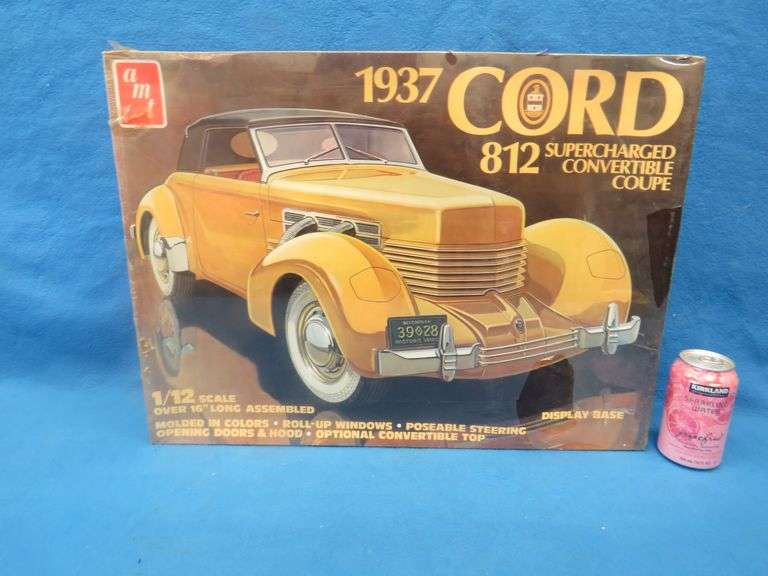 amt
1937 CORD
812 SUPERCHARGED
CONVERTIBLE
COUPE
39 28
1/12 SCALE
OVER 16" LONG ASSEMBLED
DISPLAY BASE
MOLDED IN COLORS • ROLL-UP WINDOWS • POSEABLE STEERING
OPENING DOORS & HOOD • OPTIONAL CONVERTIBLE TOP
KIRKLAND
SPARKLING
WATER